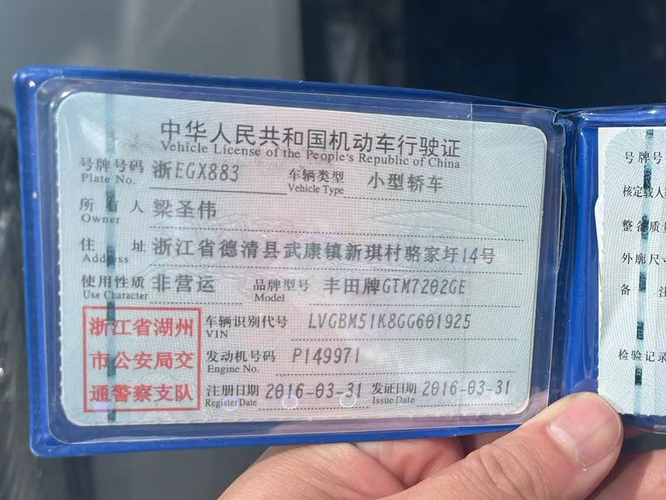 中华人民共和国机动车行驶证
Vehicle License of the People's Republic of China
号牌号码 浙EGX883 车辆类型 小型轿车
Plate No. Vehicle Type
所有人 梁圣伟
Owner
住址 浙江省德清县武康镇新琪村骆家圩14号
Address
使用性质 非营运 品牌型号 丰田牌GTM7202GE
Use Character Model
浙江省湖州
市公安局交
通警察支队
车辆识别代号 LVGBM51K8GG601925
VIN
发动机号码 P149971
Engine No.
注册日期 2016-03-31 发证日期 2016-03-31
Register Date Issue Date
号牌号
核定载人
整备质量
外廓尺寸
备 注
检验记录